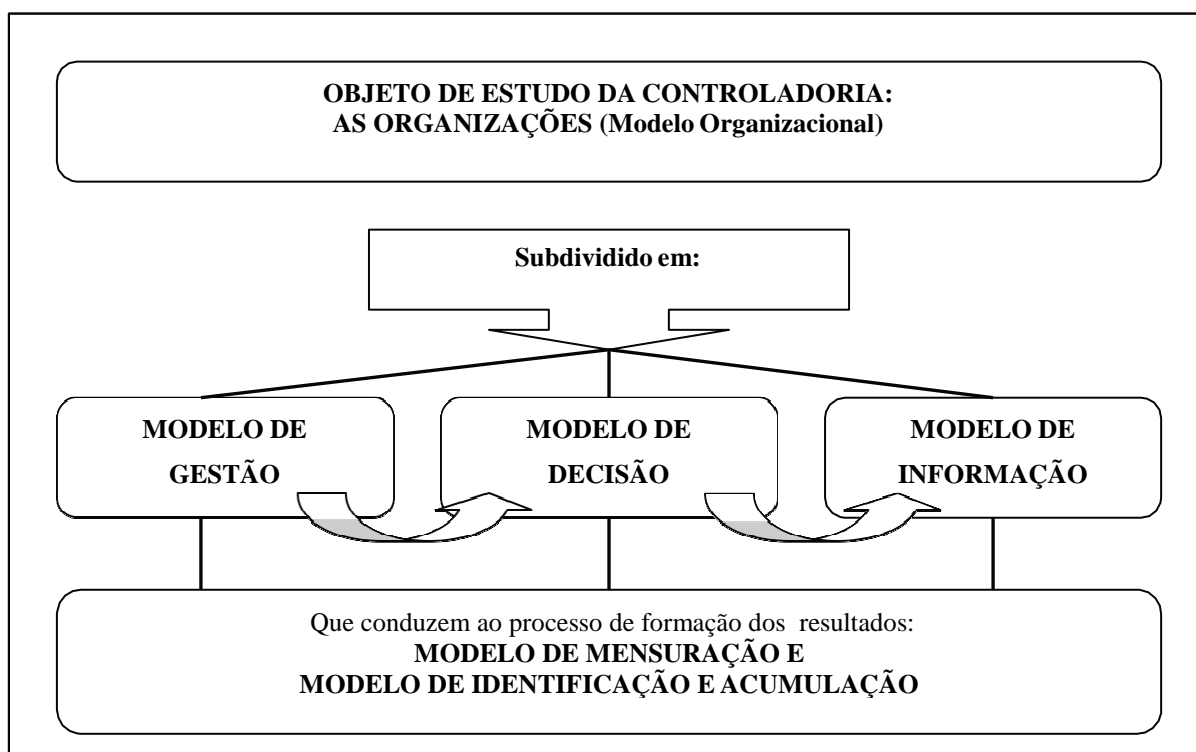 OBJETO DE ESTUDO DA CONTROLADORIA:
AS ORGANIZAÇÕES (Modelo Organizacional)
Subdividido em:
MODELO DE
GESTÃO
MODELO DE
DECISÃO
MODELO DE
INFORMAÇÃO
Que conduzem ao processo de formação dos resultados:
MODELO DE MENSURAÇÃO E
MODELO DE IDENTIFICAÇÃO E ACUMULAÇÃO